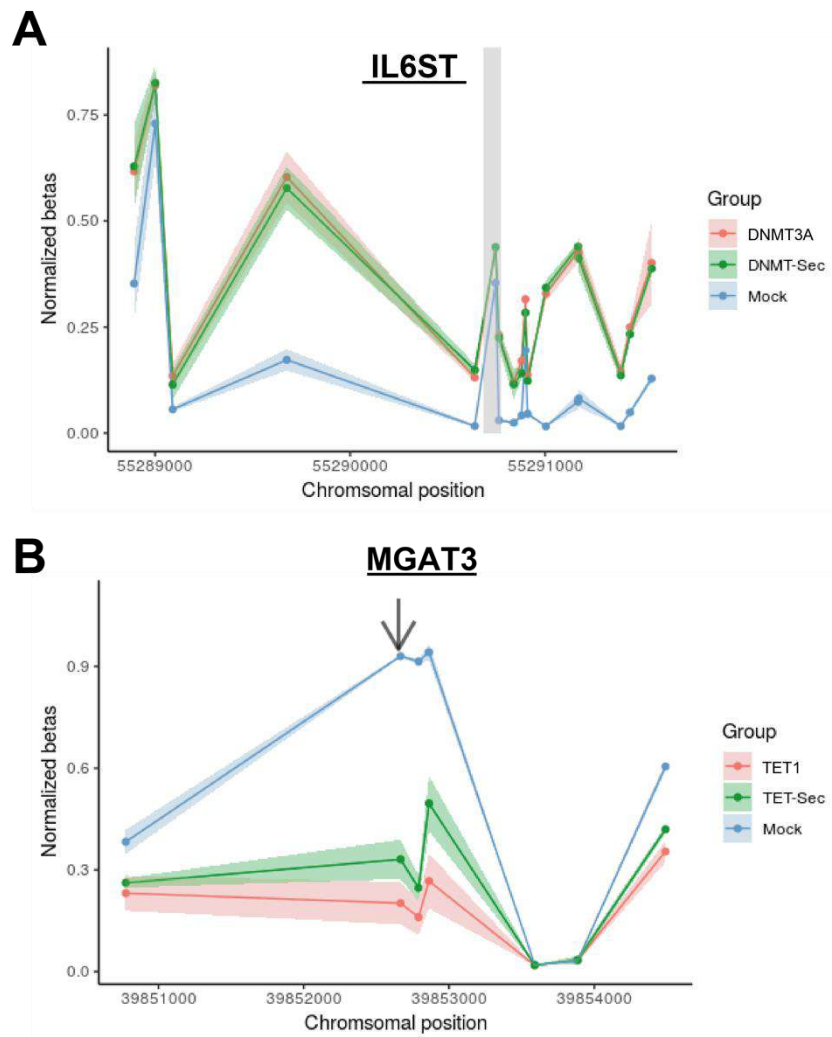 A
IL6ST
0.75
0.50
0.25
0.00
Normalized betas
55289000 55290000 55291000
Chromsomal position
Group
DNMT3A
DNMT-Sec
Mock
B
MGAT3
0.9
0.6
0.3
0.0
Normalized betas
39851000 39852000 39853000 39854000
Chromsomal position
Group
TET1
TET-Sec
Mock